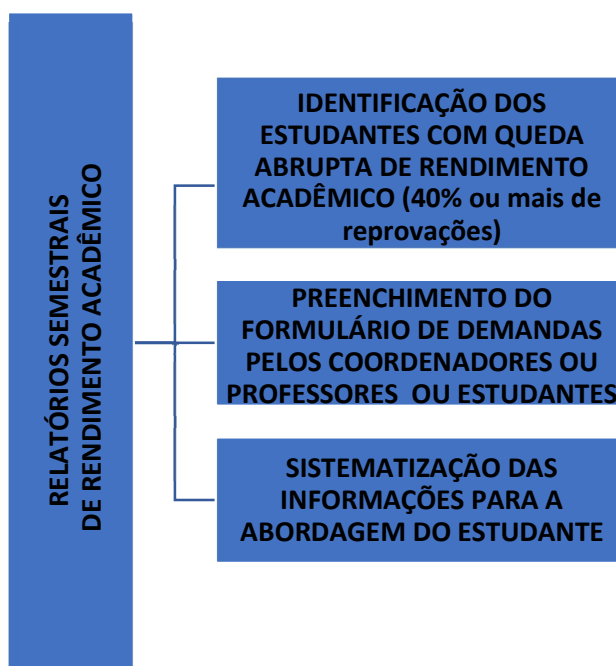 RELATÓRIOS SEMESTRAIS
DE RENDIMENTO ACADÊMICO
IDENTIFICAÇÃO DOS
ESTUDANTES COM QUEDA
ABRUPTA DE RENDIMENTO
ACADÊMICO (40% ou mais de
reprovações)
PREENCHIMENTO DO
FORMULÁRIO DE DEMANDAS
PELOS COORDENADORES OU
PROFESSORES OU ESTUDANTES
SISTEMATIZAÇÃO DAS
INFORMAÇÕES PARA A
ABORDAGEM DO ESTUDANTE